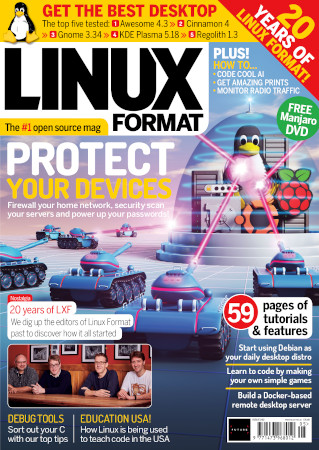 GET THE BEST DESKTOP
The top five tested: 1 Awesome 4.3 >> 2 Cinnamon 4
>> 3 Gnome 3.34 >> 4 KDE Plasma 5.18 >> 5 Regolith 1.3
20
YEARS OF
LINUX FORMAT!
LINUX
FORMAT
The #1 open source mag
PLUS!
HOW TO...
• CODE COOL AI
• GET AMAZING PRINTS
• MONITOR RADIO TRAFFIC
FREE
Manjaro
DVD
PROTECT
YOUR DEVICES
Firewall your home network, security scan
your servers and power up your passwords!
Nostalgia
20 years of LXF
We dig up the editors of Linux Format
past to discover how it all started
59 pages of
tutorials
& features
Start using Debian as
your daily desktop distro
Learn to code by making
your own simple games
Build a Docker-based
remote desktop server
DEBUG TOOLS
Sort out your C
with our top tips
EDUCATION USA!
How Linux is being used
to teach code in the USA
FUTURE